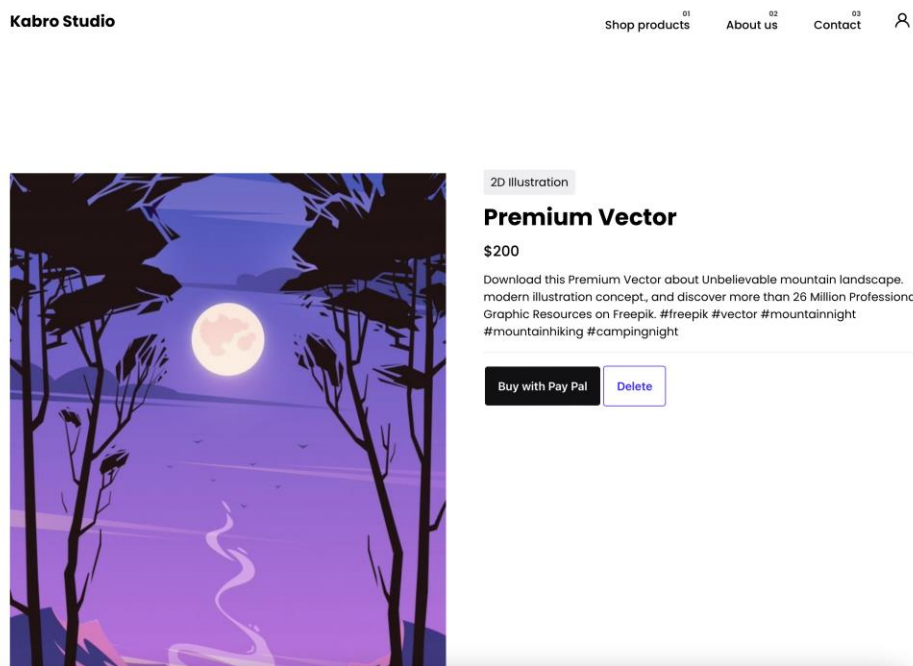 Kabro Studio
01
Shop products
02
About us
03
Contact
2D Illustration
Premium Vector
$200
Download this Premium Vector about Unbelievable mountain landscape.
modern illustration concept., and discover more than 26 Million
Graphic Resources on Freepik. #freepik #vector #mountainnight
#mountainhiking #campingnight
Buy with Pay Pal
Delete